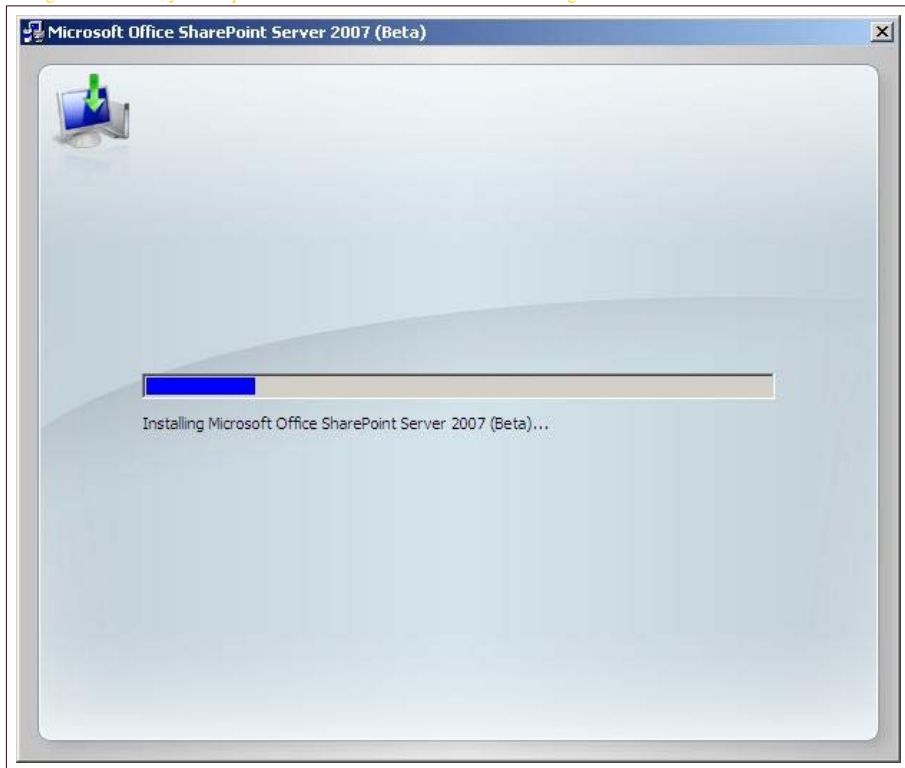 Microsoft Office SharePoint Server 2007 (Beta)
Installing Microsoft Office SharePoint Server 2007 (Beta)...